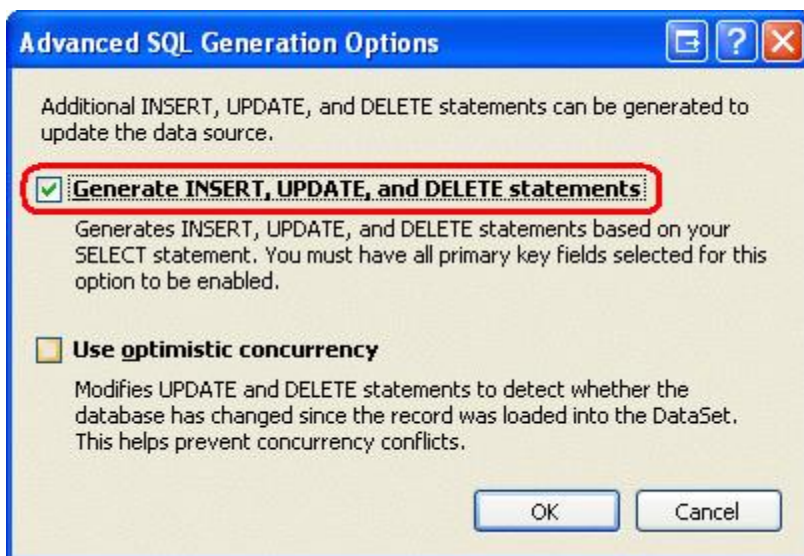 Advanced SQL Generation Options
Additional INSERT, UPDATE, and DELETE statements can be generated to
update the data source.
Generate INSERT, UPDATE, and DELETE statements
Generates INSERT, UPDATE, and DELETE statements based on your
SELECT statement. You must have all primary key fields selected for this
option to be enabled.
Use optimistic concurrency
Modifies UPDATE and DELETE statements to detect whether the
database has changed since the record was loaded into the DataSet.
This helps prevent concurrency conflicts.
OK
Cancel